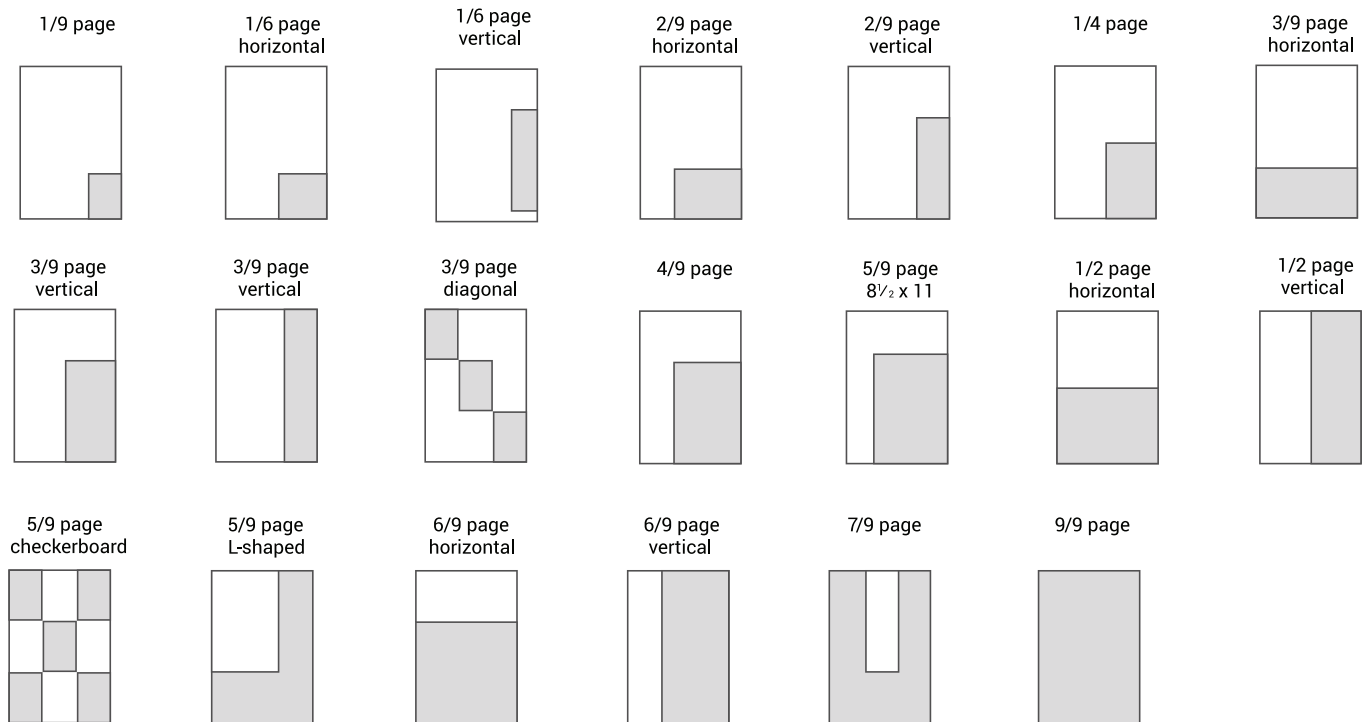 1/9 page
1/6 page
horizontal
1/6 page
vertical
2/9 page
horizontal
2/9 page
vertical
1/4 page
3/9 page
horizontal
3/9 page
vertical
3/9 page
vertical
3/9 page
diagonal
4/9 page
5/9 page
8½ x 11
1/2 page
horizontal
1/2 page
vertical
5/9 page
checkerboard
5/9 page
L-shaped
6/9 page
horizontal
6/9 page
vertical
7/9 page
9/9 page